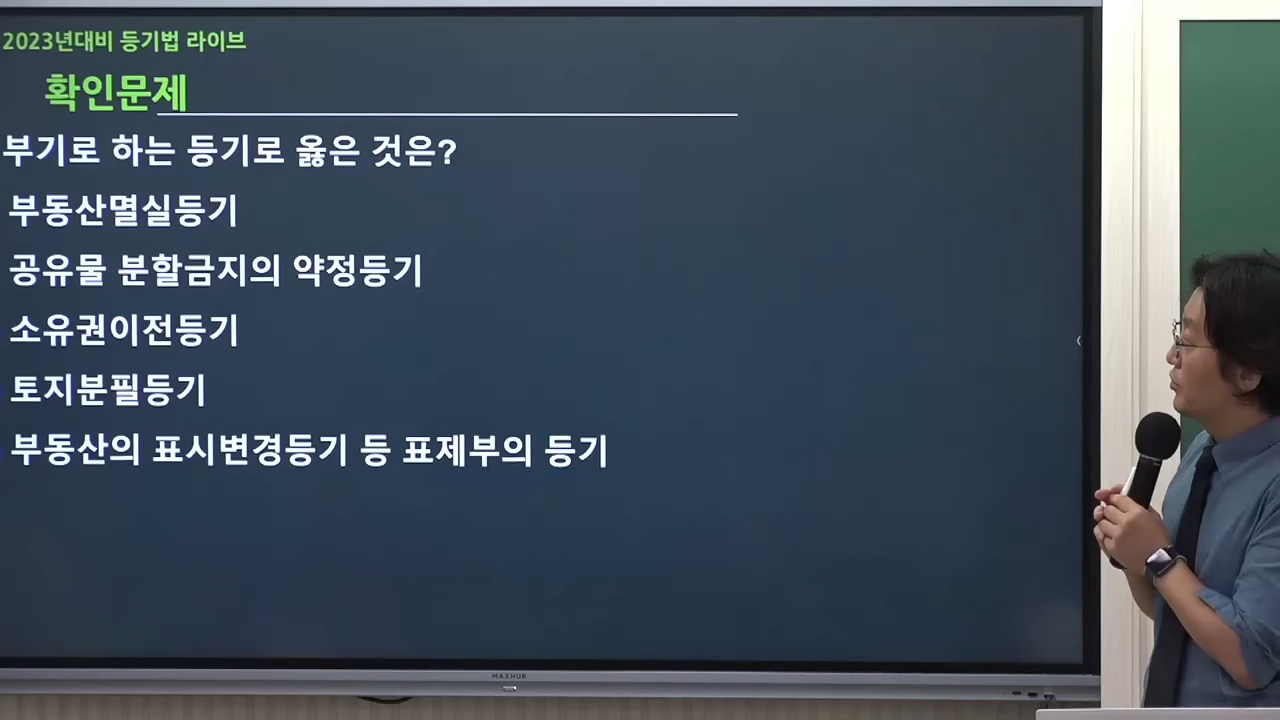 2023년대비 등기법 라이브
확인문제
부기로 하는 등기로 옳은 것은?
부동산멸실등기
공유물 분할금지의 약정등기
소유권이전등기
토지분필등기
부동산의 표시변경등기 등 표제부의 등기
MAXHUB